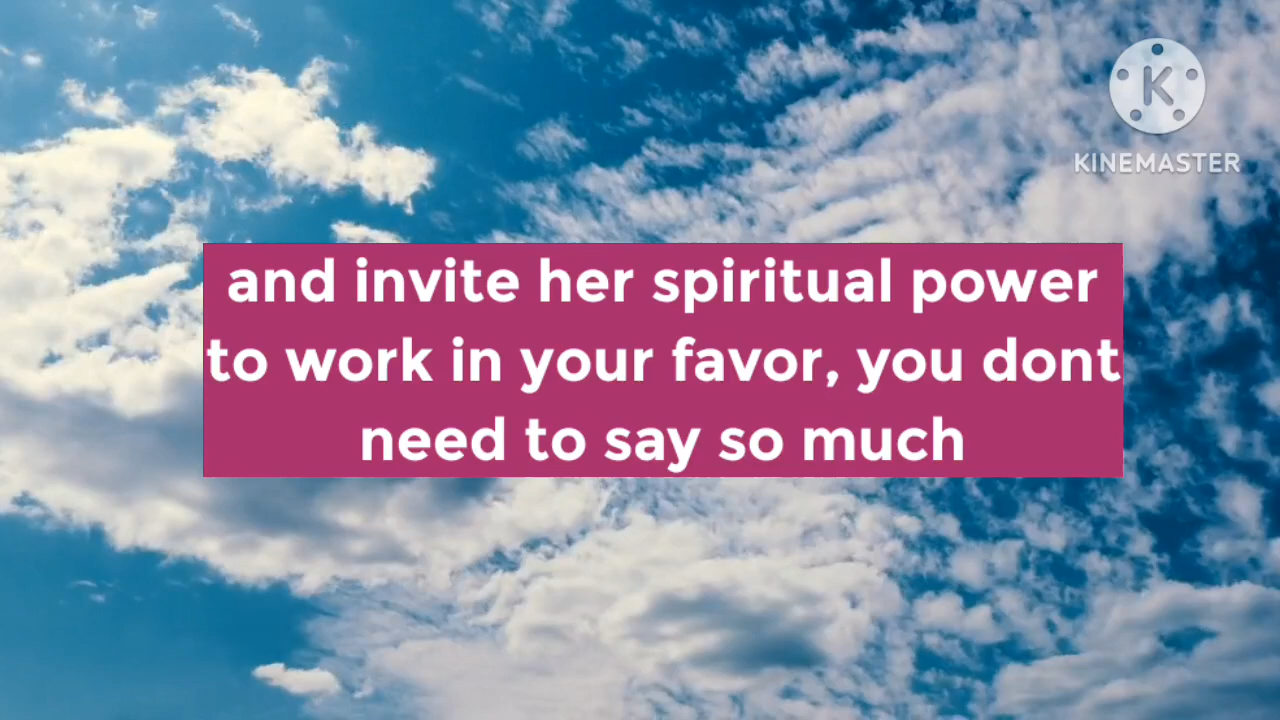 K
KINEMASTER
and invite her spiritual power
to work in your favor, you dont
need to say so much